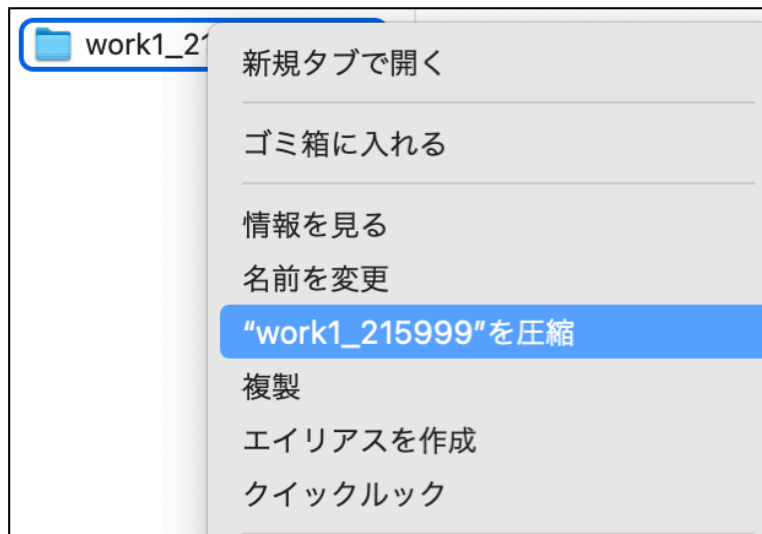 work1_21
新規タブで開く
ゴミ箱に入れる
情報を見る
名前を変更
“work1_215999”を圧縮
複製
エイリアスを作成
クイックルック